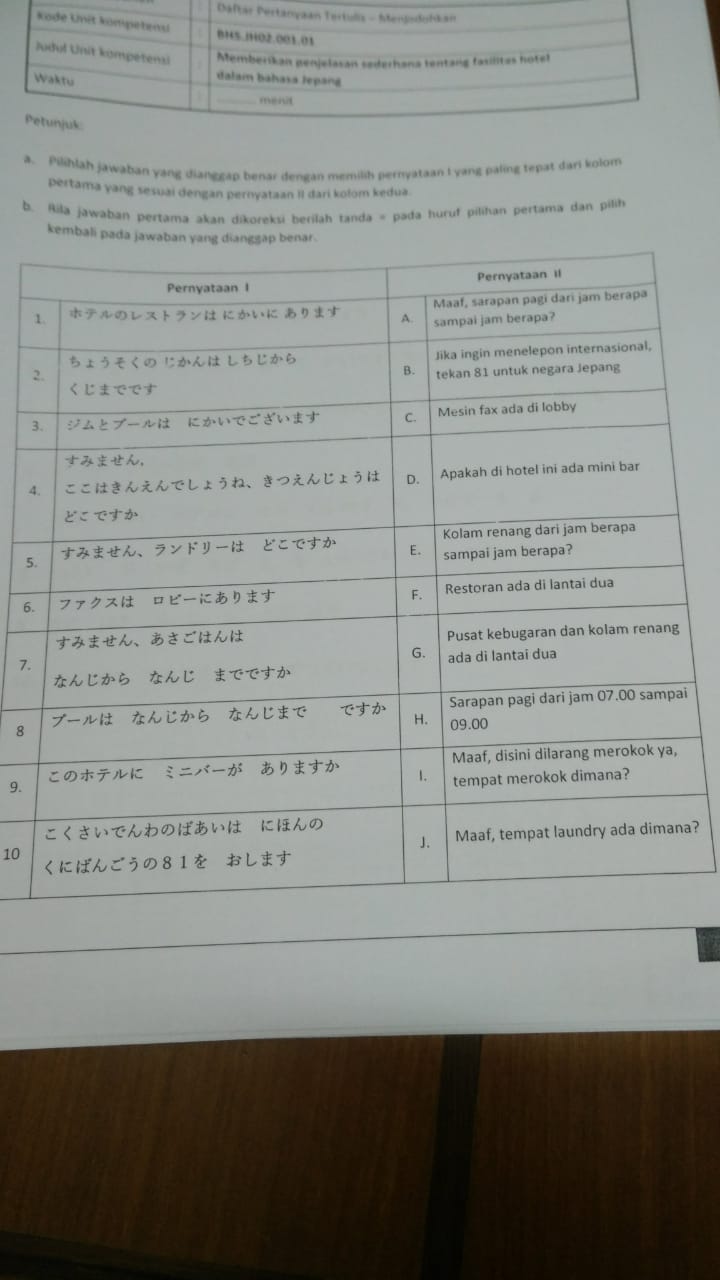 Daftar Pertanyaan Tertulis – Menjodohkan
Kode Unit kompetensi
:
BHS.JH02.001.01
Judul Unit kompetensi
:
Memberikan penjelasan sederhana tentang fasilitas hotel
dalam bahasa Jepang
Waktu
:
............ menit
Petunjuk:
a. Pilihlah jawaban yang dianggap benar dengan memilih pernyataan I yang paling tepat dari kolom
pertama yang sesuai dengan pernyataan II dari kolom kedua.
b. Bila jawaban pertama akan dikoreksi berilah tanda = pada huruf pilihan pertama dan pilih
kembali pada jawaban yang dianggap benar.
Pernyataan I
Pernyataan II
1. ホテルのレストランは にかいに あります
A. Maaf, sarapan pagi dari jam berapa
sampai jam berapa?
2. ちょうそくの じかんは しちじから
くじまでです
B. Jika ingin menelepon internasional,
tekan 81 untuk negara Jepang
3. ジムとプールは にかいでございます
C. Mesin fax ada di lobby
4. すみません,
ここはきんえんでしょうね、きつえんじょうは
どこですか
D. Apakah di hotel ini ada mini bar
5. すみません、ランドリーは どこですか
E. Kolam renang dari jam berapa
sampai jam berapa?
6. ファクスは ロビーにあります
F. Restoran ada di lantai dua
7. すみません、あさごはんは
なんじから なんじ までですか
G. Pusat kebugaran dan kolam renang
ada di lantai dua
8 プールは なんじから なんじまで ですか
H. Sarapan pagi dari jam 07.00 sampai
09.00
9. このホテルに ミニバーが ありますか
I. Maaf, disini dilarang merokok ya,
tempat merokok dimana?
10 こくさいでんわのばあいは にほんの
くにばんごうの８１を おします
J. Maaf, tempat laundry ada dimana?